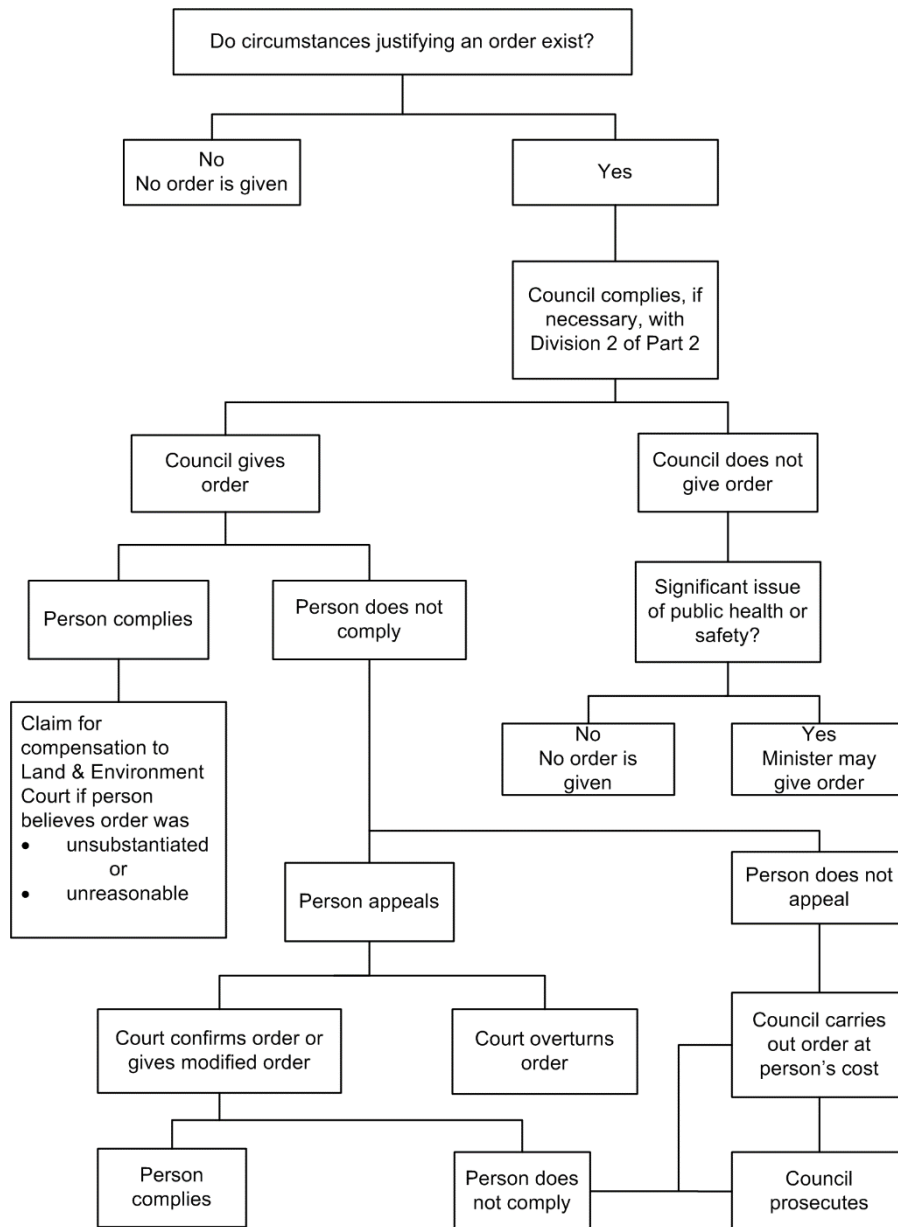 Do circumstances justifying an order exist?
No
No order is given
Yes
Council complies, if
necessary, with
Division 2 of Part 2
Council gives
order
Council does not
give order
Person complies
Person does not
comply
Significant issue
of public health or
safety?
Claim for
compensation to
Land & Environment
Court if person
believes order was
• unsubstantiated
or
• unreasonable
No
No order is
given
Yes
Minister may
give order
Person appeals
Person does not
appeal
Court confirms order or
gives modified order
Court overturns
order
Council carries
out order at
person's cost
Person
complies
Person does
not comply
Council
prosecutes